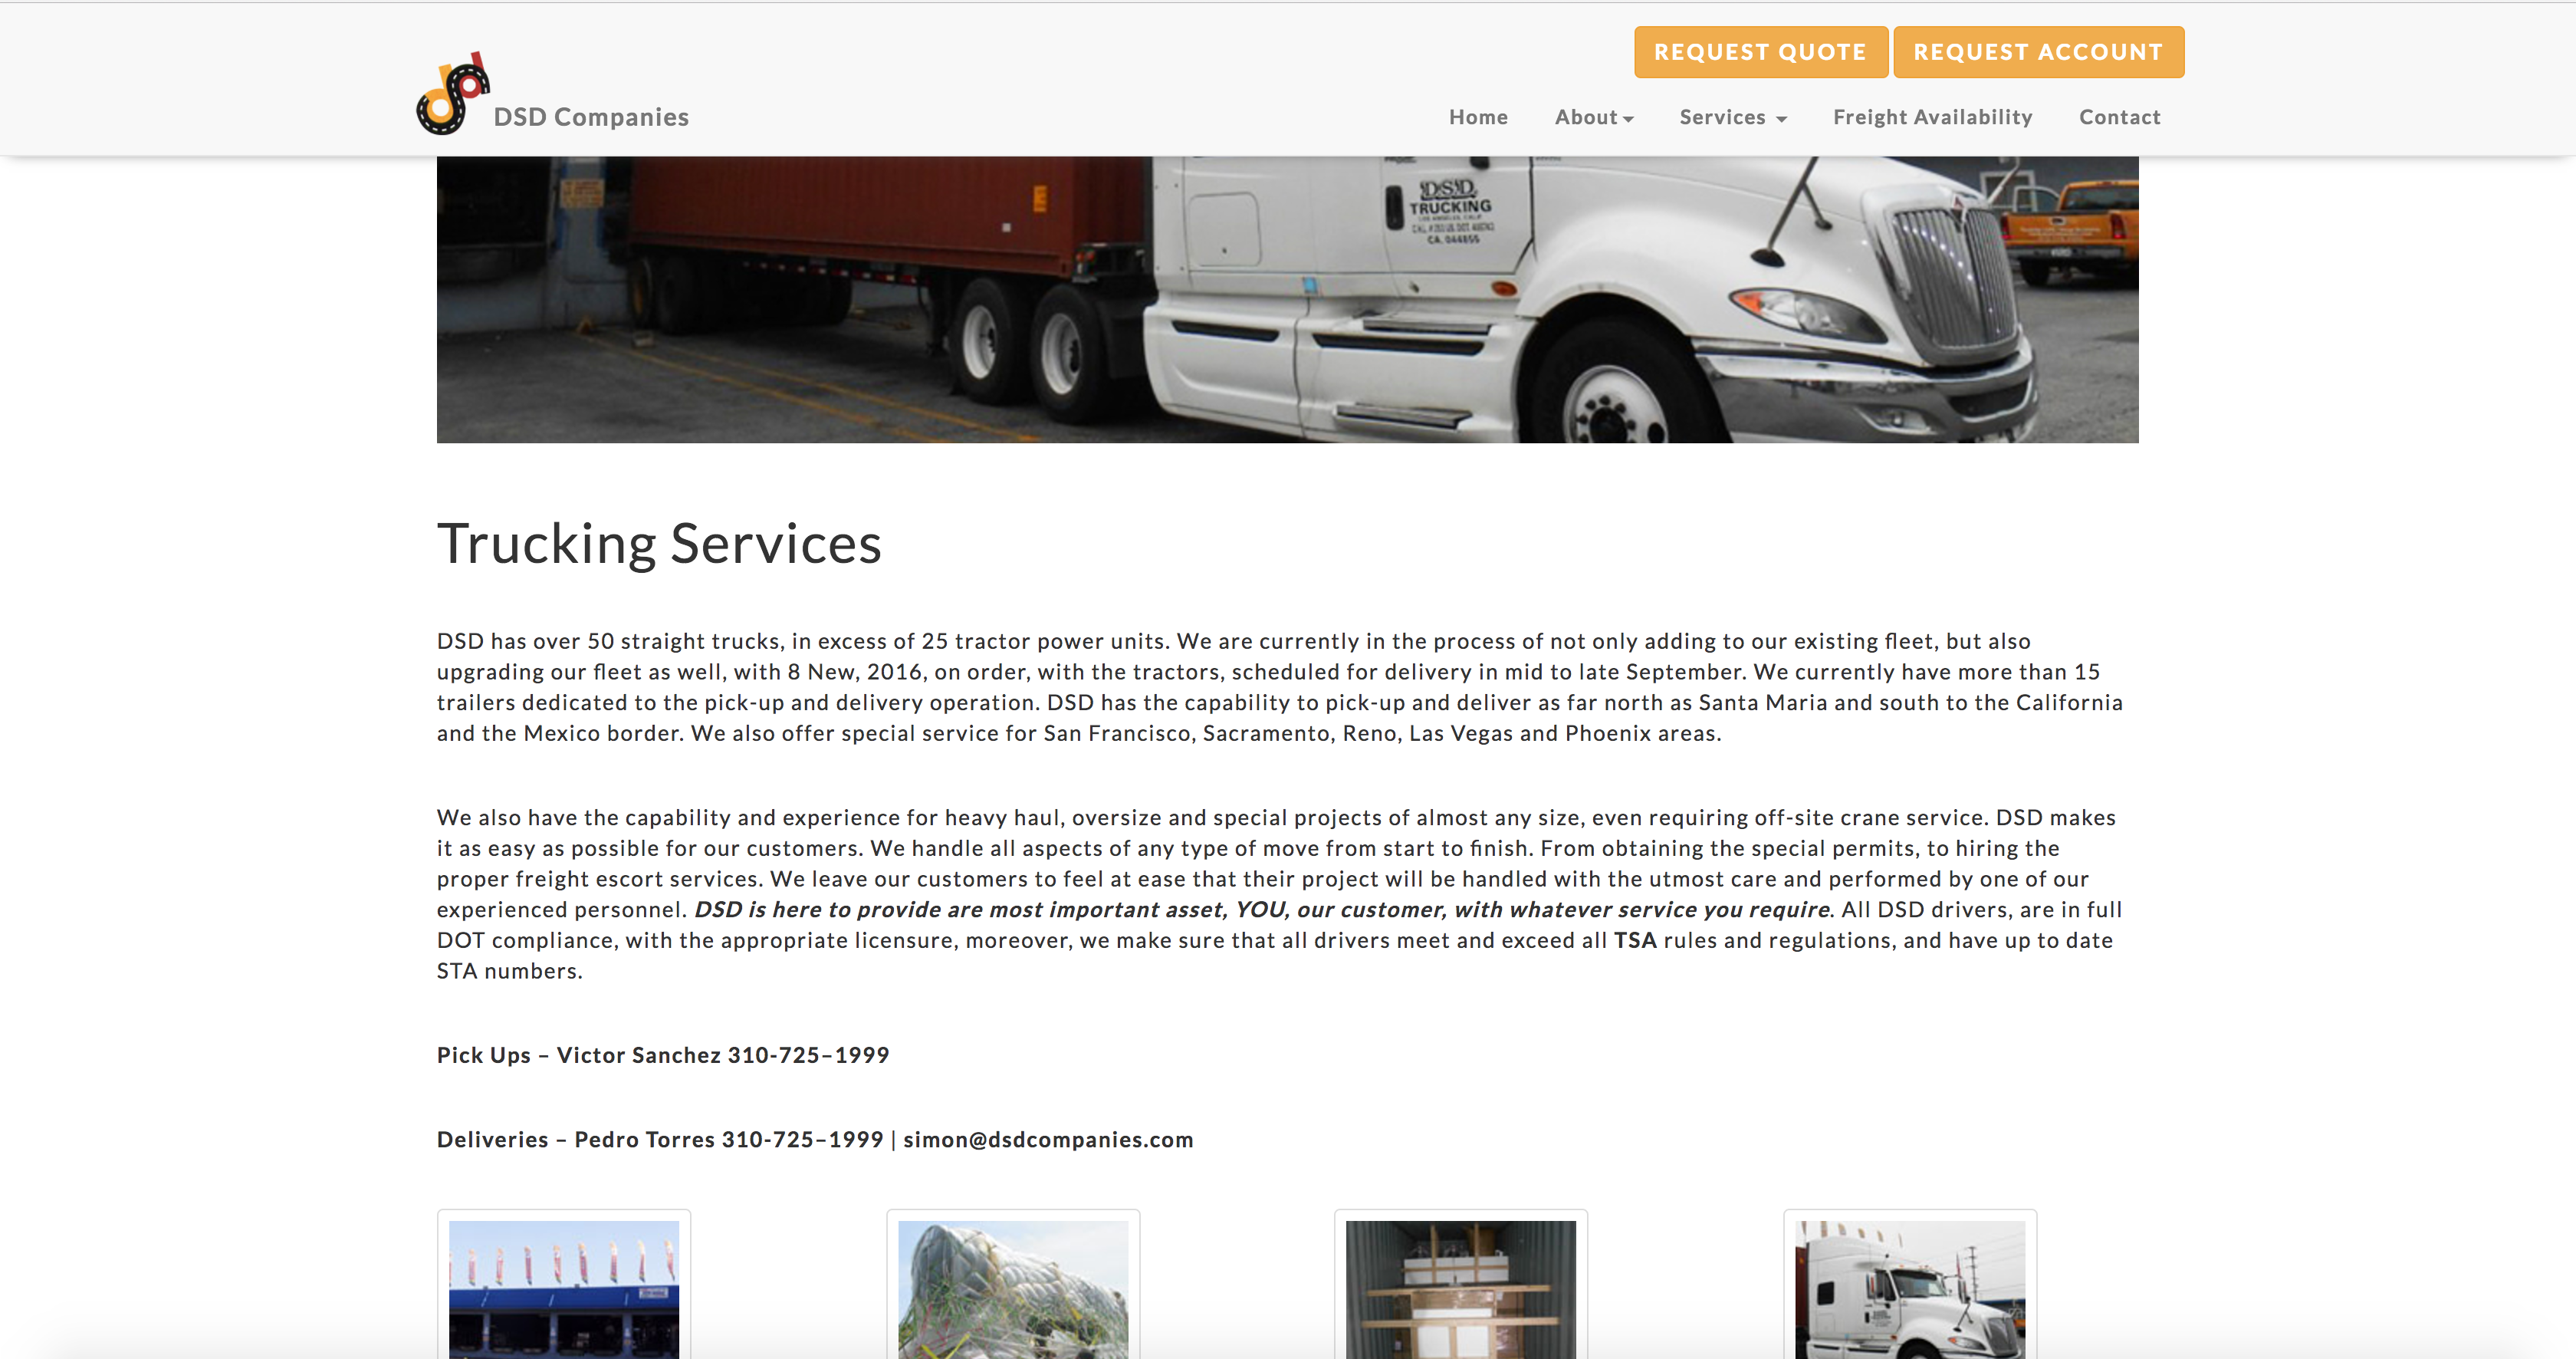 REQUEST QUOTE
REQUEST ACCOUNT
DSD Companies
Home
About
Services
Freight Availability
Contact
DSD
TRUCKING
LOS ANGELES, CALIF
CA. 044855
Trucking Services
DSD has over 50 straight trucks, in excess of 25 tractor power units. We are currently in the process of not only adding to our existing fleet, but also
upgrading our fleet as well, with 8 New, 2016, on order, with the tractors, scheduled for delivery in mid to late September. We currently have more than 15
trailers dedicated to the pick-up and delivery operation. DSD has the capability to pick-up and deliver as far north as Santa Maria and south to the California
and the Mexico border. We also offer special service for San Francisco, Sacramento, Reno, Las Vegas and Phoenix areas.
We also have the capability and experience for heavy haul, oversize and special projects of almost any size, even requiring off-site crane service. DSD makes
it as easy as possible for our customers. We handle all aspects of any type of move from start to finish. From obtaining the special permits, to hiring the
proper freight escort services. We leave our customers to feel at ease that their project will be handled with the utmost care and performed by one of our
experienced personnel. DSD is here to provide are most important asset, YOU, our customer, with whatever service you require. All DSD drivers, are in full
DOT compliance, with the appropriate licensure, moreover, we make sure that all drivers meet and exceed all TSA rules and regulations, and have up to date
STA numbers.
Pick Ups – Victor Sanchez 310-725–1999
Deliveries – Pedro Torres 310-725–1999 | simon@dsdcompanies.com